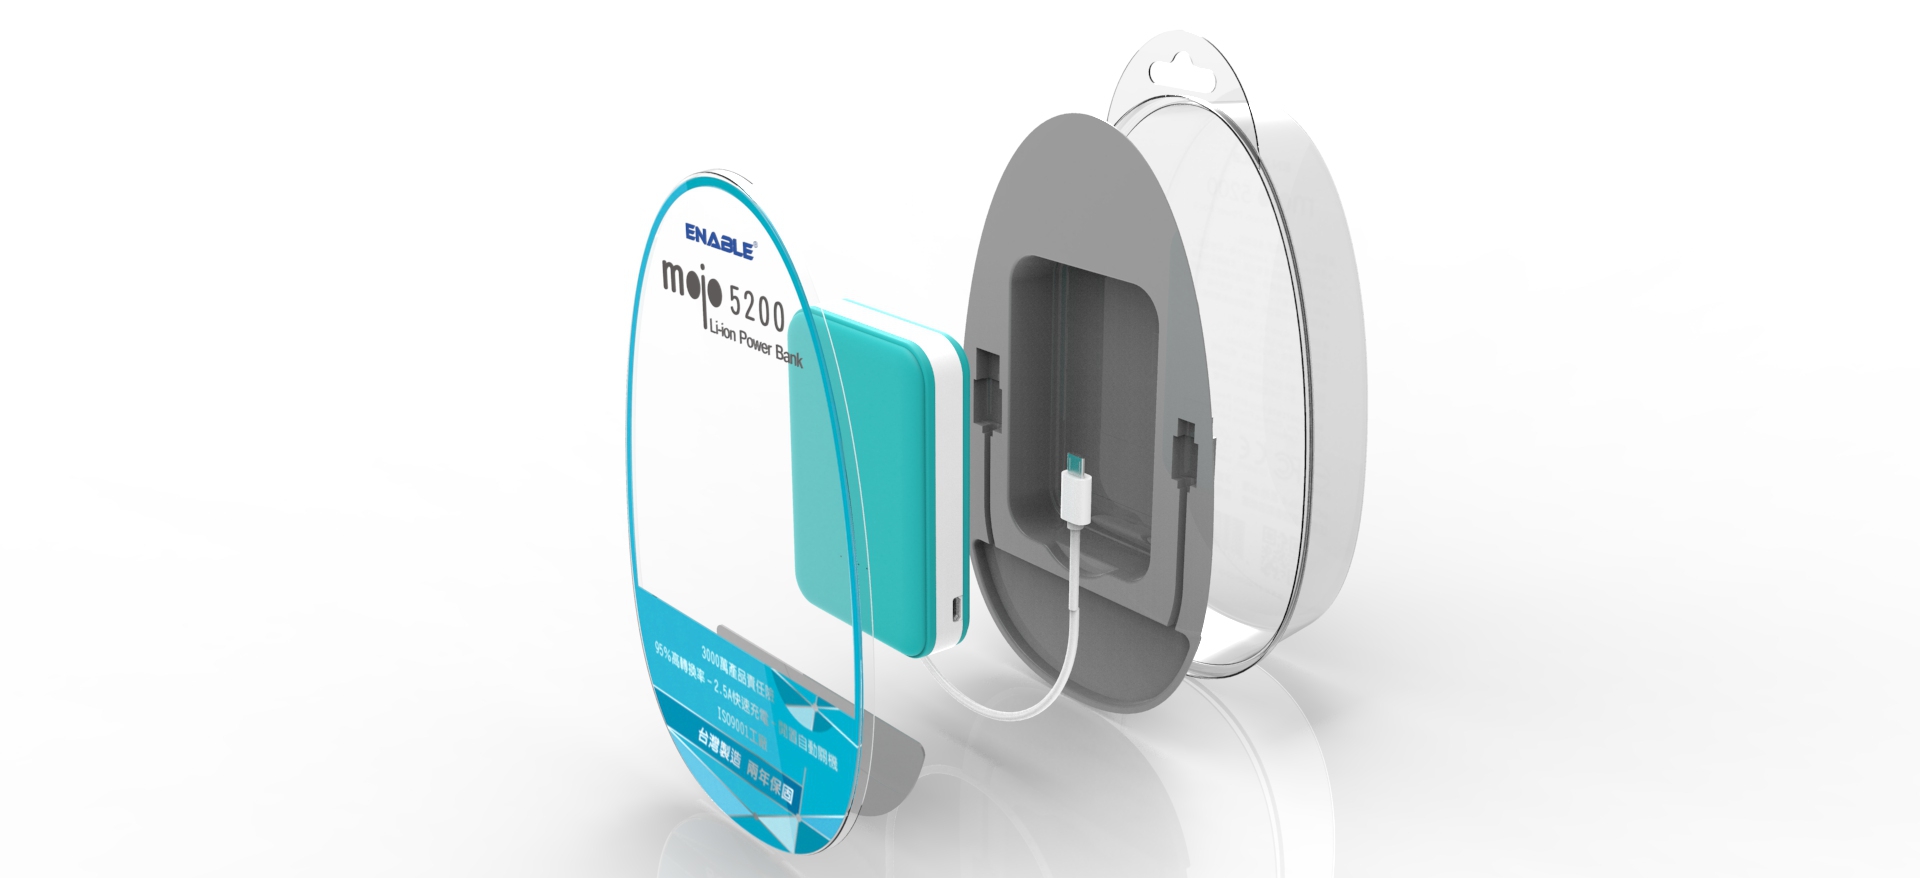 ENABLE®
mojo 5200
Li-ion Power Bank
3000萬產品責任
95%高轉換率-2.5A快速充電 閒置自動關機
ISO9001工廠
台灣製造 兩年保固